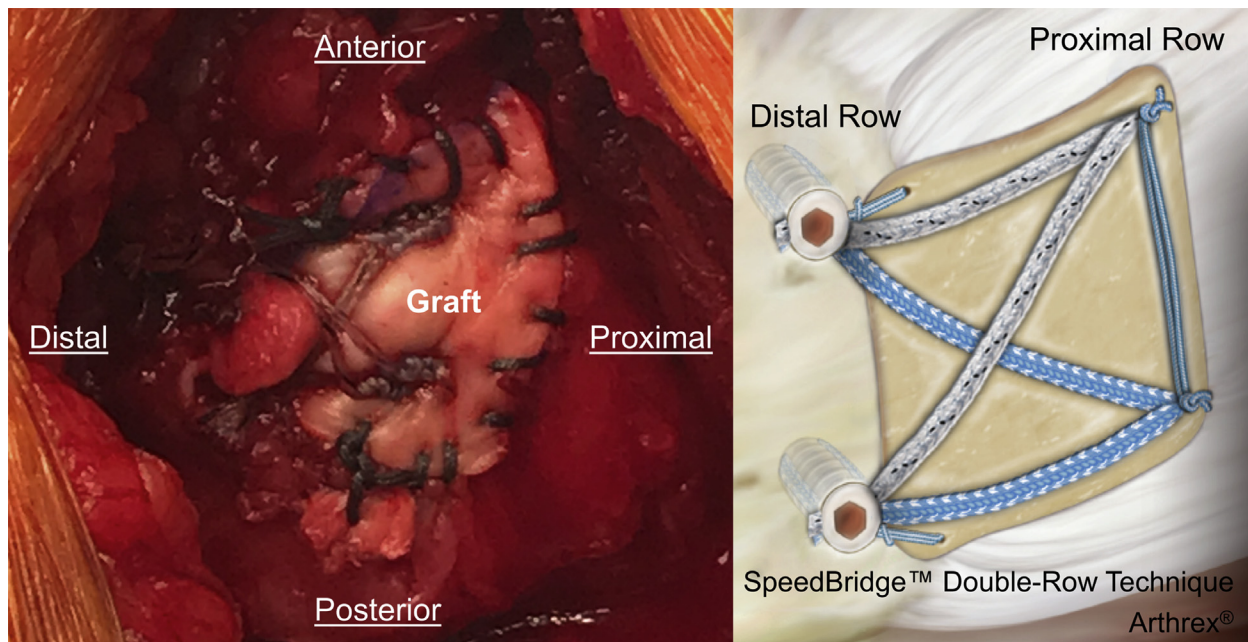 Anterior
Graft
Distal
Proximal
Posterior
Proximal Row
Distal Row
SpeedBridge™ Double-Row Technique
Arthrex®